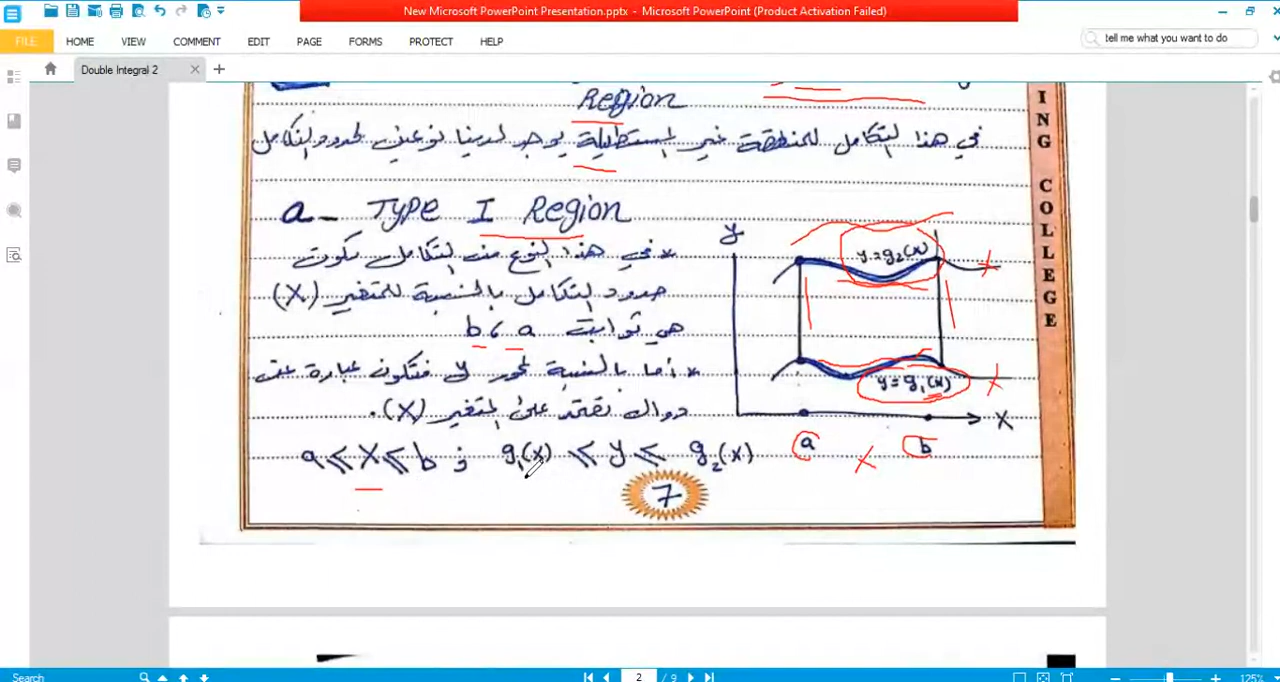 New Microsoft PowerPoint Presentation.pptx - Microsoft PowerPoint (Product Activation Failed)
FILE HOME VIEW COMMENT EDIT PAGE FORMS PROTECT HELP
tell me what you want to do
Double Integral 2
Region
في هذا التكامل للمنطقة غير المستطيلة يوجد لدينا نوعين لحدود التكامل
a- Type I Region
* في هذا النوع من التكامل تكون
حدود التكامل بالنسبة للمتغير (X)
هي ثوابت a ، b
* أما بالنسبة لمحور y فتكون عبارة عن
دوال تعتمد على المتغير (X).
a ≤ X ≤ b ; g₁(x) ≤ y ≤ g₂(x)
y
y=g₂(x)
y=g₁(x)
X
a
x
b
7
ING COLLEGE
Search
2 / 9
125%